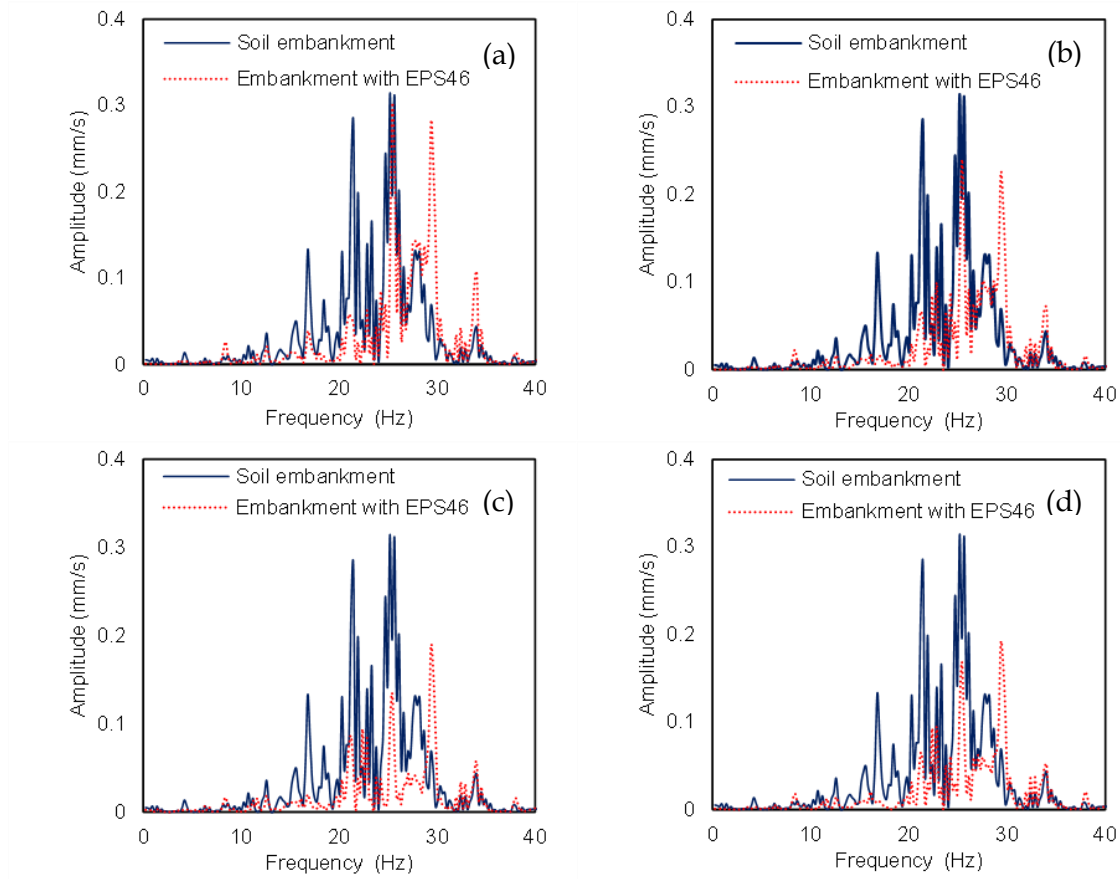 0.4
Soil embankment
(a)
Embankment with EPS46
0.3
0.2
0.1
0
Amplitude (mm/s)
0 10 20 30 40
Frequency (Hz)
0.4
Soil embankment
(b)
Embankment with EPS46
0.3
0.2
0.1
0
Amplitude (mm/s)
0 10 20 30 40
Frequency (Hz)
0.4
Soil embankment
Embankment with EPS46
(c)
0.3
0.2
0.1
0
Amplitude (mm/s)
0 10 20 30 40
Frequency (Hz)
0.4
Soil embankment
(d)
Embankment with EPS46
0.3
0.2
0.1
0
Amplitude (mm/s)
0 10 20 30 40
Frequency (Hz)